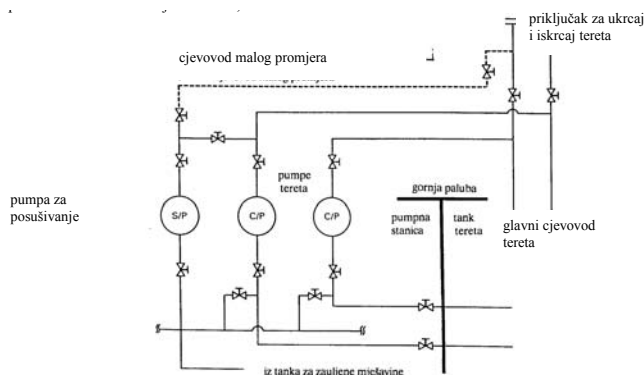 priključak za ukrcaj
i iskrcaj tereta
cjevovod malog promjera
pumpe
tereta
gornja paluba
pumpa za
posušivanje
S/P
C/P
C/P
pumpna
stanica
tank
tereta
glavni cjevovod
tereta
iz tanka za zauljene mješavine